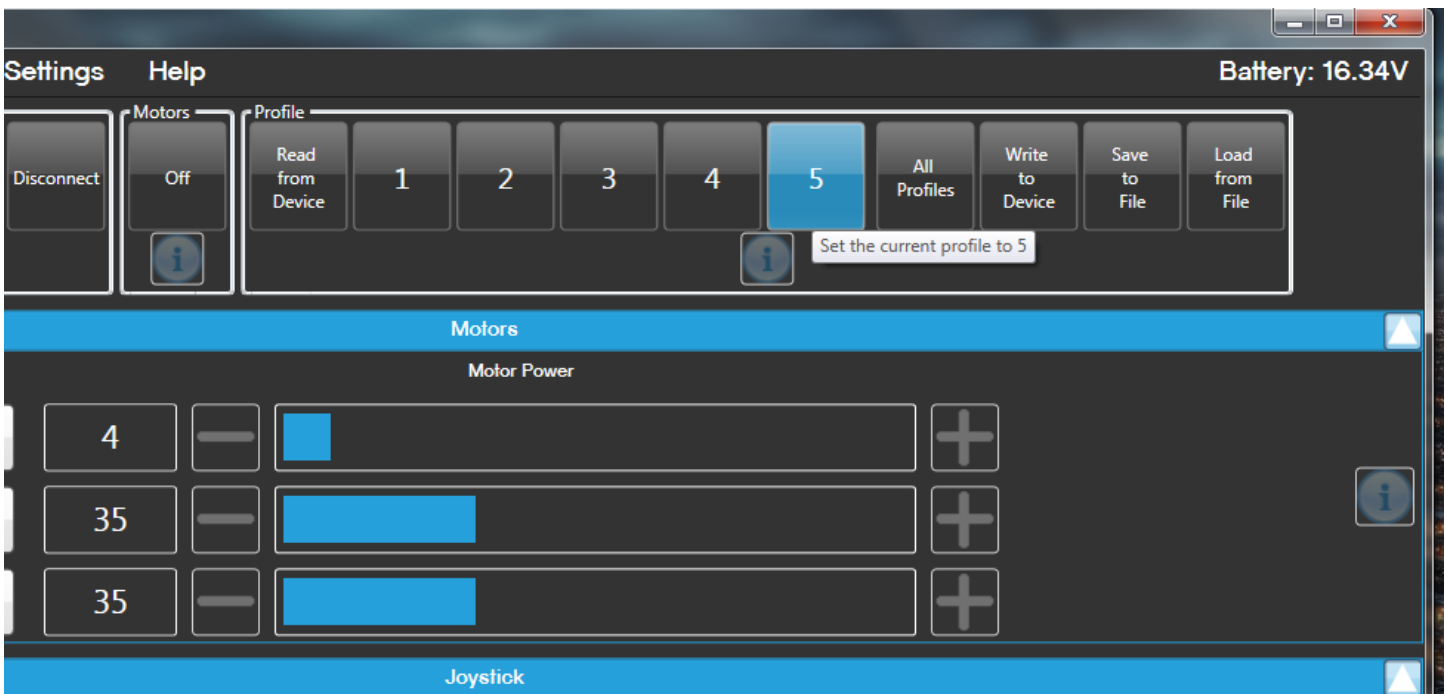 Settings Help Battery: 16.34V
Motors Profile
Disconnect
Off
Read
from
Device
1
2
3
4
5
All
Profiles
Write
to
Device
Save
to
File
Load
from
File
i
i
Set the current profile to 5
Motors
Motor Power
4
35
i
35
Joystick